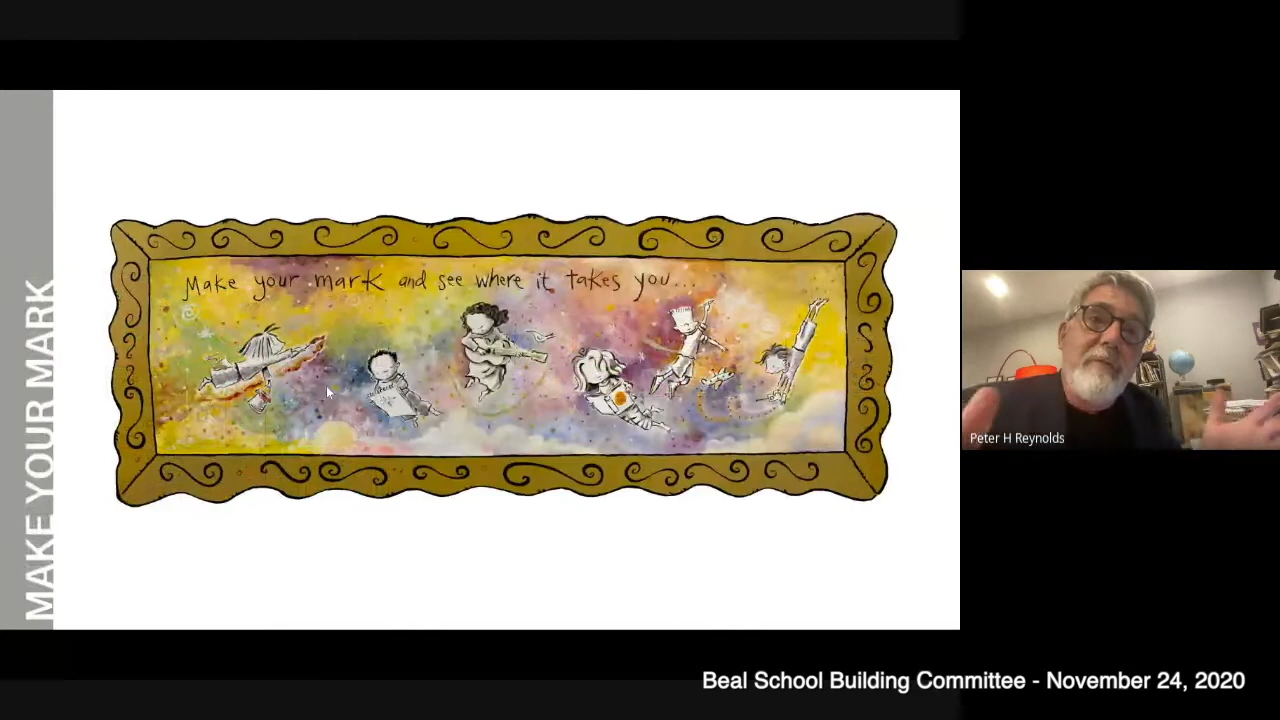 MAKE YOUR MARK
Make your mark and see where it takes you...
Peter H Reynolds
Beal School Building Committee - November 24, 2020